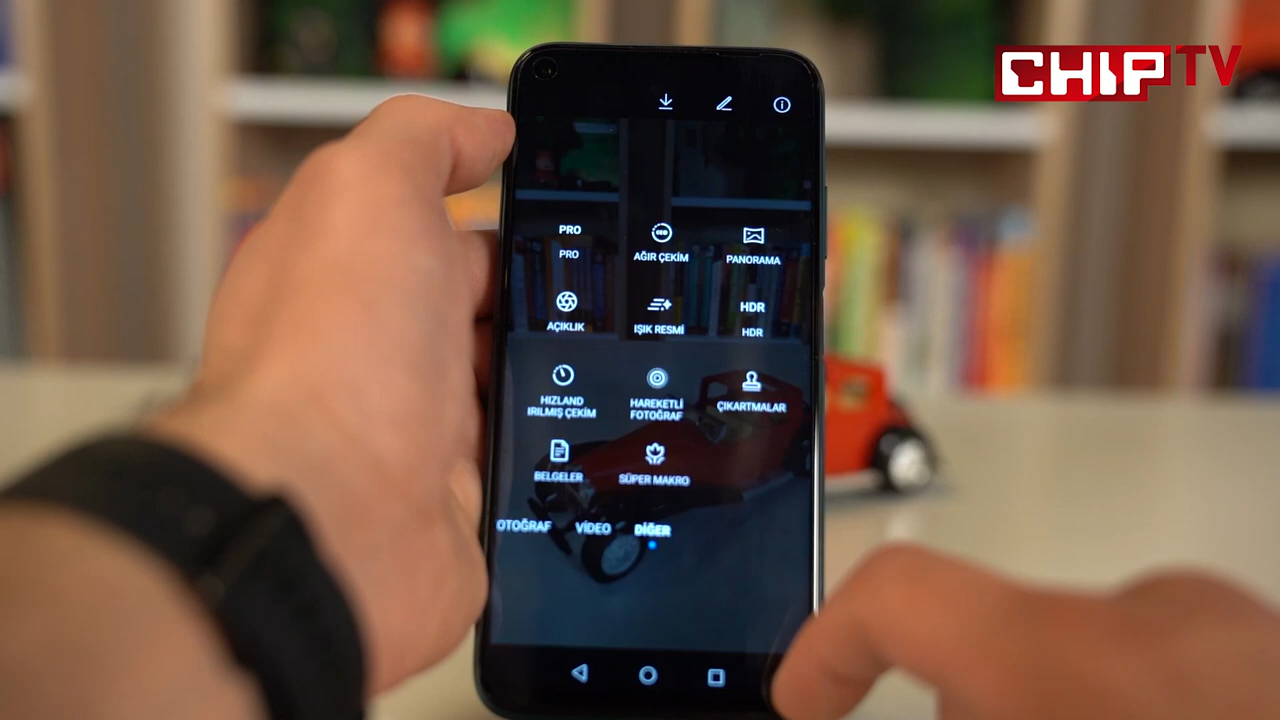 CHIP TV
PRO
PRO
AĞIR ÇEKİM
PANORAMA
AÇIKLIK
IŞIK RESMİ
HDR
HDR
HIZLAND
IRILMIŞ ÇEKİM
HAREKETLİ
FOTOĞRAF
ÇIKARTMALAR
BELGELER
SÜPER MAKRO
OTOĞRAF VİDEO DİĞER